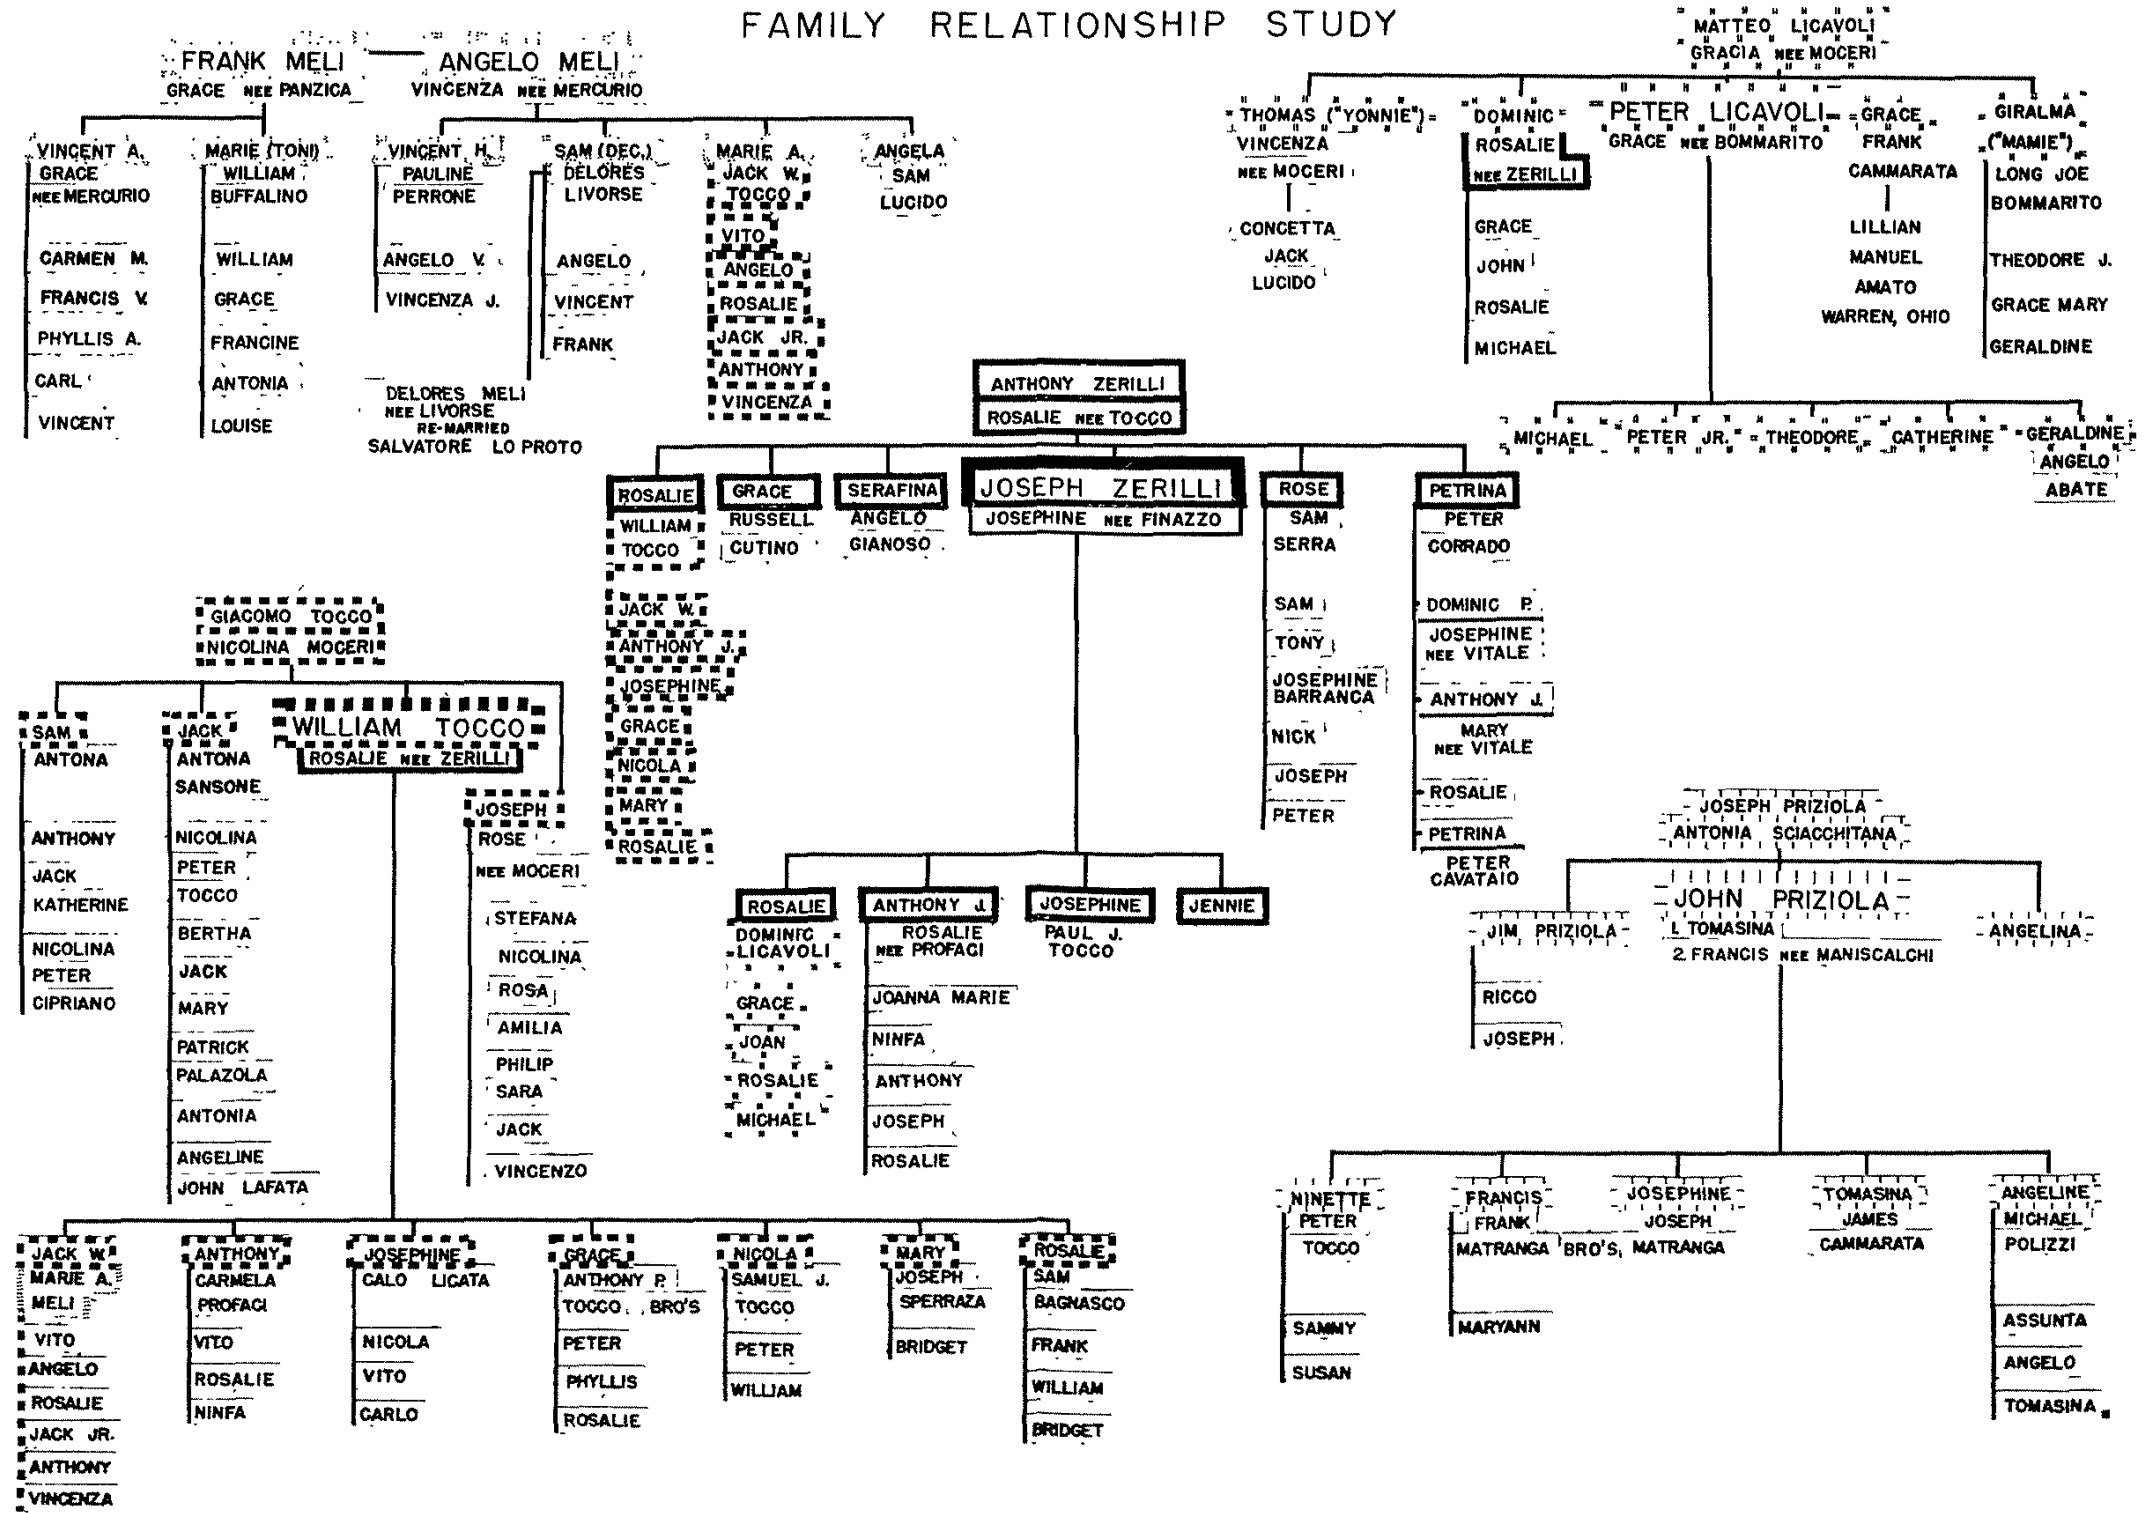 FAMILY RELATIONSHIP STUDY
FRANK MELI
GRACE NEE PANZICA
ANGELO MELI
VINCENZA NEE MERCURIO
VINCENT A.
GRACE
NEE MERCURIO
CARMEN M.
FRANCIS V.
PHYLLIS A.
CARL
VINCENT
MARIE (TONI)
WILLIAM
BUFFALINO
WILLIAM
GRACE
FRANCINE
ANTONIA
LOUISE
VINCENT H.
PAULINE
PERRONE
ANGELO V.
VINCENZA J.
SAM (DEC.)
DELORES
LIVORSE
ANGELO
VINCENT
FRANK
DELORES MELI
NEE LIVORSE
RE-MARRIED
SALVATORE LO PROTO
MARIE A.
JACK W.
TOCCO
VITO
ANGELO
ROSALIE
JACK JR.
ANTHONY
VINCENZA
ANGELA
SAM
LUCIDO
MATTEO LICAVOLI
GRACIA NEE MOCERI
THOMAS ("YONNIE")
VINCENZA
NEE MOCERI
CONCETTA
JACK
LUCIDO
DOMINIC
ROSALIE
NEE ZERILLI
GRACE
JOHN
ROSALIE
MICHAEL
PETER LICAVOLI
GRACE NEE BOMMARITO
GRACE
FRANK
CAMMARATA
LILLIAN
MANUEL
AMATO
WARREN, OHIO
GIRALMA
("MAMIE")
LONG JOE
BOMMARITO
THEODORE J.
GRACE MARY
GERALDINE
MICHAEL
PETER JR.
THEODORE
CATHERINE
GERALDINE
ANGELO
ABATE
ANTHONY ZERILLI
ROSALIE NEE TOCCO
ROSALIE
WILLIAM
TOCCO
JACK W.
ANTHONY J.
JOSEPHINE
GRACE
NICOLA
MARY
ROSALIE
GRACE
RUSSELL
CUTINO
SERAFINA
ANGELO
GIANOSO
JOSEPH ZERILLI
JOSEPHINE NEE FINAZZO
ROSE
SAM
SERRA
SAM
TONY
JOSEPHINE
BARRANCA
NICK
JOSEPH
PETER
PETRINA
PETER
CORRADO
DOMINIC P.
JOSEPHINE
NEE VITALE
ANTHONY J.
MARY
NEE VITALE
ROSALIE
PETRINA
PETER
CAVATAIO
ROSALIE
DOMINIC
LICAVOLI
GRACE
JOAN
ROSALIE
MICHAEL
ANTHONY J.
ROSALIE
NEE PROFACI
JOANNA MARIE
NINFA
ANTHONY
JOSEPH
ROSALIE
JOSEPHINE
PAUL J.
TOCCO
JENNIE
GIACOMO TOCCO
NICOLINA MOCERI
SAM
ANTONA
ANTHONY
JACK
KATHERINE
NICOLINA
PETER
CIPRIANO
JACK
ANTONA
SANSONE
NICOLINA
PETER
TOCCO
BERTHA
JACK
MARY
PATRICK
PALAZOLA
ANTONIA
ANGELINE
JOHN LAFATA
WILLIAM TOCCO
ROSALIE NEE ZERILLI
JOSEPH
ROSE
NEE MOCERI
STEFANA
NICOLINA
ROSA
AMILIA
PHILIP
SARA
JACK
VINCENZO
JACK W.
MARIE A.
MELI
VITO
ANGELO
ROSALIE
JACK JR.
ANTHONY
VINCENZA
ANTHONY
CARMELA
PROFACI
VITO
ROSALIE
NINFA
JOSEPHINE
CALO LICATA
NICOLA
VITO
CARLO
GRACE
ANTHONY P.
TOCCO BRO'S
PETER
PHYLLIS
ROSALIE
NICOLA
SAMUEL J.
TOCCO
PETER
WILLIAM
MARY
JOSEPH
SPERRAZA
BRIDGET
ROSALIE
SAM
BAGNASCO
FRANK
WILLIAM
BRIDGET
JOSEPH PRIZIOLA
ANTONIA SCIACCHITANA
JIM PRIZIOLA
RICCO
JOSEPH
JOHN PRIZIOLA
1. TOMASINA
2. FRANCIS NEE MANISCALCHI
ANGELINA
NINETTE
PETER
TOCCO
SAMMY
SUSAN
FRANCIS
FRANK
MATRANGA BRO'S,
MARYANN
JOSEPHINE
JOSEPH
MATRANGA
TOMASINA
JAMES
CAMMARATA
ANGELINE
MICHAEL
POLIZZI
ASSUNTA
ANGELO
TOMASINA